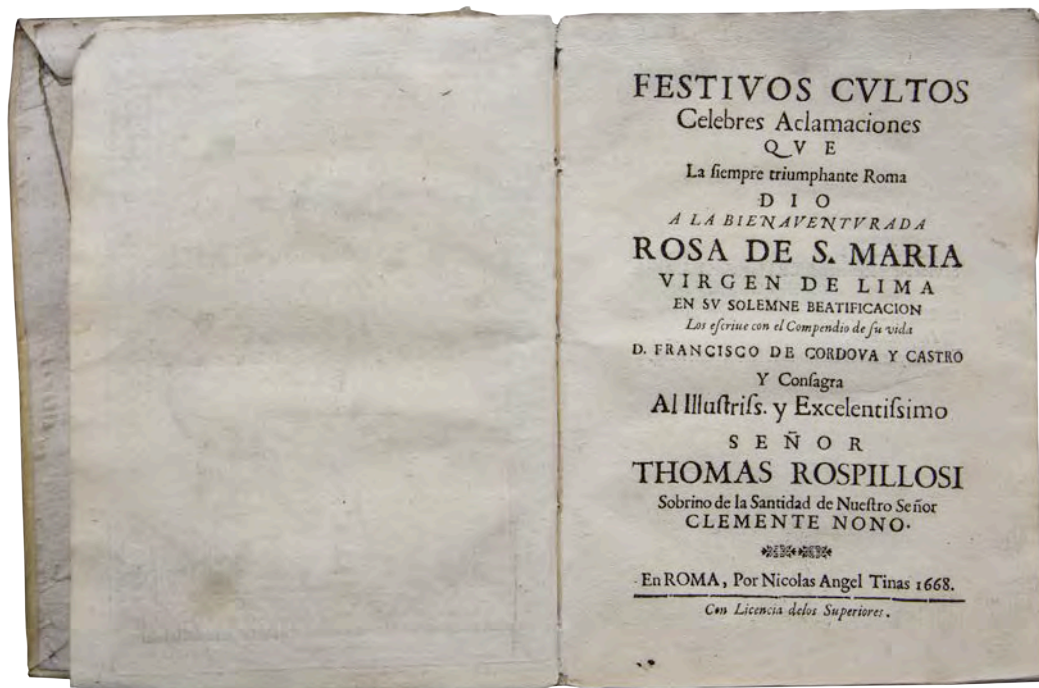 FESTIVOS CVLTOS
Celebres Aclamaciones
QVE
La ſiempre triumphante Roma
DIO
A LA BIENAVENTVRADA
ROSA DE S. MARIA
VIRGEN DE LIMA
EN SV SOLEMNE BEATIFICACION
Los eſcriue con el Compendio de ſu vida
D. FRANCISCO DE CORDOVA Y CASTRO
Y Conſagra
Al Illuſtriſs. y Excelentiſsimo
SEÑOR
THOMAS ROSPILLOSI
Sobrino de la Santidad de Nueſtro Señor
CLEMENTE NONO.
En ROMA, Por Nicolas Angel Tinas 1668.
Con Licencia delos Superiores.